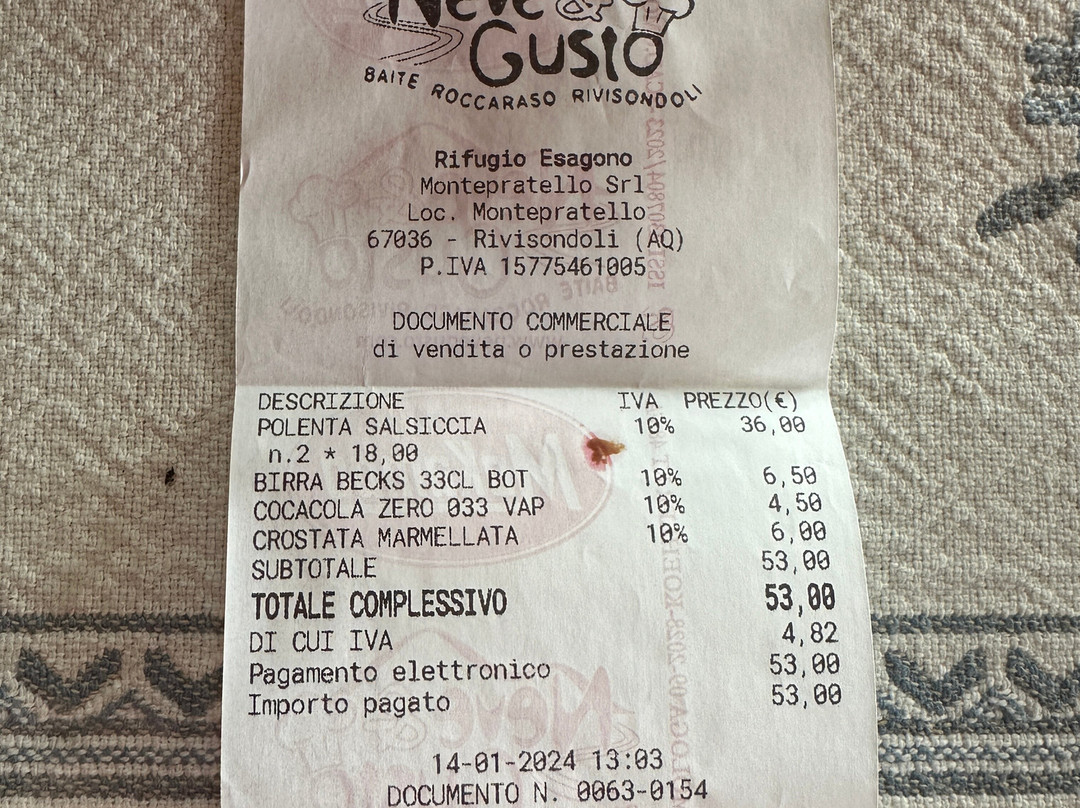 Neve &
Gusto
BAITE ROCCARASO RIVISONDOLI
Rifugio Esagono
Montepratello Srl
Loc. Montepratello
67036 - Rivisondoli (AQ)
P.IVA 15775461005
DOCUMENTO COMMERCIALE
di vendita o prestazione
DESCRIZIONE IVA PREZZO(€)
POLENTA SALSICCIA 10% 36,00
n.2 * 18,00
BIRRA BECKS 33CL BOT 10% 6,50
COCACOLA ZERO 033 VAP 10% 4,50
CROSTATA MARMELLATA 10% 6,00
SUBTOTALE 53,00
TOTALE COMPLESSIVO 53,00
DI CUI IVA 4,82
Pagamento elettronico 53,00
Importo pagato 53,00
14-01-2024 13:03
DOCUMENTO N. 0063-0154